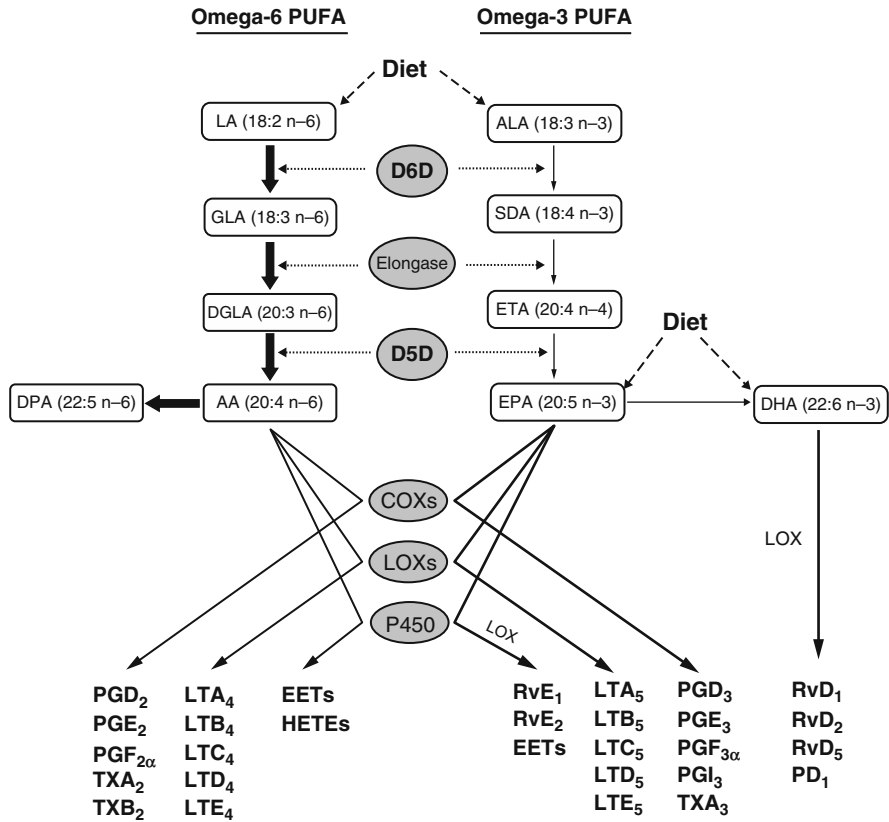 Omega-6 PUFA
Omega-3 PUFA
Diet
LA (18:2 n–6)
ALA (18:3 n–3)
D6D
GLA (18:3 n–6)
SDA (18:4 n–3)
Elongase
DGLA (20:3 n–6)
ETA (20:4 n–4)
Diet
D5D
DPA (22:5 n–6)
AA (20:4 n–6)
EPA (20:5 n–3)
DHA (22:6 n–3)
COXs
LOXs
LOX
P450
LOX
PGD₂
PGE₂
PGF₂α
TXA₂
TXB₂
LTA₄
LTB₄
LTC₄
LTD₄
LTE₄
EETs
HETEs
RvE₁
RvE₂
EETs
LTA₅
LTB₅
LTC₅
LTD₅
LTE₅
PGD₃
PGE₃
PGF₃α
PGI₃
TXA₃
RvD₁
RvD₂
RvD₅
PD₁